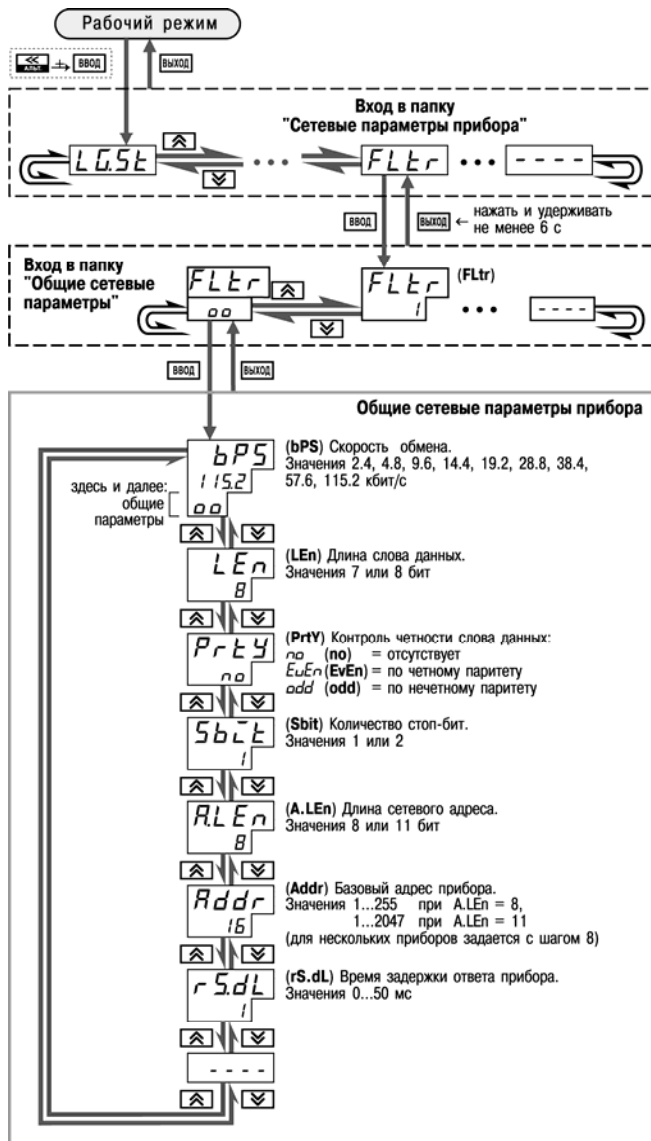 Рабочий режим
≪ АЛЬТ ВВОД ВЫХОД
Вход в папку
"Сетевые параметры прибора"
LG.St • • • FLtr • • • - - - -
ВВОД ВЫХОД ← нажать и удерживать
не менее 6 с
Вход в папку
"Общие сетевые
параметры"
FLtr
oo
FLtr (FLtr)
1 • • • - - - -
ВВОД ВЫХОД
Общие сетевые параметры прибора
bPS
115.2
oo
(bPS) Скорость обмена.
Значения 2.4, 4.8, 9.6, 14.4, 19.2, 28.8, 38.4,
57.6, 115.2 кбит/с
здесь и далее:
общие
параметры
LEn
8
(LEn) Длина слова данных.
Значения 7 или 8 бит
PrtY
no
(PrtY) Контроль четности слова данных:
no (no) = отсутствует
EvEn (EvEn) = по четному паритету
odd (odd) = по нечетному паритету
Sbit
1
(Sbit) Количество стоп-бит.
Значения 1 или 2
A.LEn
8
(A.LEn) Длина сетевого адреса.
Значения 8 или 11 бит
Addr
16
(Addr) Базовый адрес прибора.
Значения 1...255 при A.LEn = 8,
1...2047 при A.LEn = 11
(для нескольких приборов задается с шагом 8)
rS.dL
1
(rS.dL) Время задержки ответа прибора.
Значения 0...50 мс
- - - -